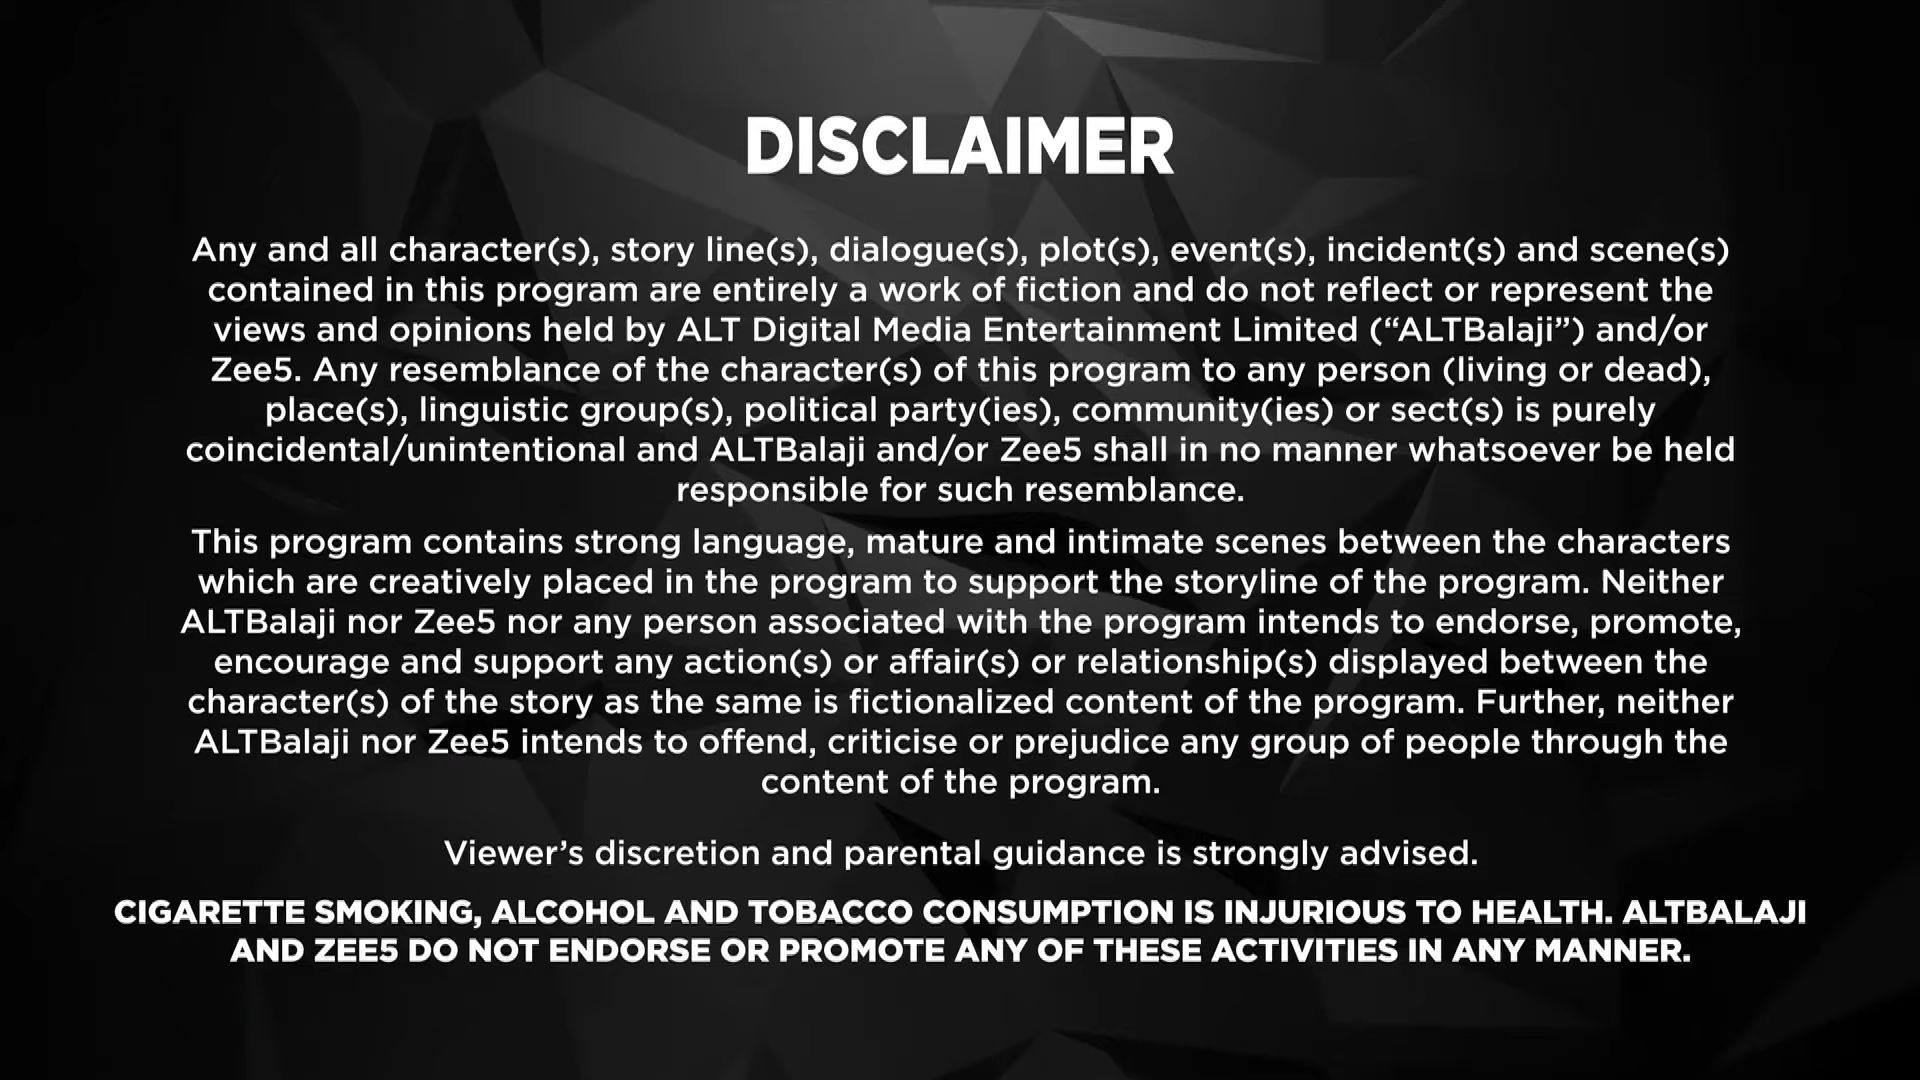 DISCLAIMER
Any and all character(s), story line(s), dialogue(s), plot(s), event(s), incident(s) and scene(s)
contained in this program are entirely a work of fiction and do not reflect or represent the
views and opinions held by ALT Digital Media Entertainment Limited (“ALTBalaji”) and/or
Zee5. Any resemblance of the character(s) of this program to any person (living or dead),
place(s), linguistic group(s), political party(ies), community(ies) or sect(s) is purely
coincidental/unintentional and ALTBalaji and/or Zee5 shall in no manner whatsoever be held
responsible for such resemblance.
This program contains strong language, mature and intimate scenes between the characters
which are creatively placed in the program to support the storyline of the program. Neither
ALTBalaji nor Zee5 nor any person associated with the program intends to endorse, promote,
encourage and support any action(s) or affair(s) or relationship(s) displayed between the
character(s) of the story as the same is fictionalized content of the program. Further, neither
ALTBalaji nor Zee5 intends to offend, criticise or prejudice any group of people through the
content of the program.
Viewer’s discretion and parental guidance is strongly advised.
CIGARETTE SMOKING, ALCOHOL AND TOBACCO CONSUMPTION IS INJURIOUS TO HEALTH. ALTBALAJI
AND ZEE5 DO NOT ENDORSE OR PROMOTE ANY OF THESE ACTIVITIES IN ANY MANNER.